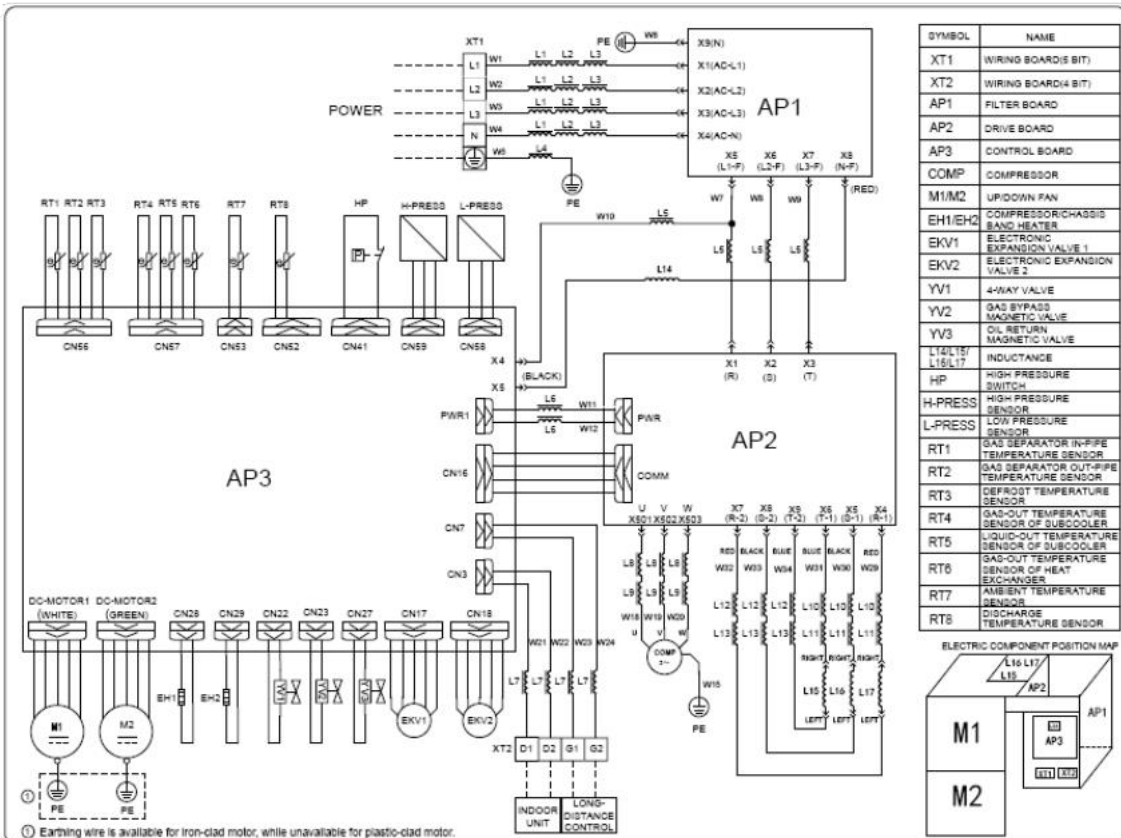 XT1
POWER
L1 W1 L1 L2 L3
L2 W2 L1 L2 L3
L3 W3 L1 L2 L3
N W4 L1 L2 L3
L4
PE
PE
X9(N)
X1(AC-L1)
X2(AC-L2)
X3(AC-L3)
X4(AC-N)
AP1
X5 X6 X7 X8
(L1-F) (L2-F) (L3-F) (N-F)
(RED)
W7 W8 W9
W10 L5
L5 L5 L5
L14
RT1 RT2 RT3 RT4 RT5 RT6 RT7 RT8 HP H-PRESS L-PRESS
P
CN56 CN57 CN53 CN52 CN41 CN59 CN58
X4
(BLACK)
X5
AP3
PWR1 L6 W11 PWR
L6 W12
CN16 COMM
CN7
CN3
X1 X2 X3
(R) (S) (T)
AP2
U V W
X501 X502 X503
X7 X8 X9 X6 X5 X4
(R-2) (S-2) (T-2) (T-1) (S-1) (R-1)
RED BLACK BLUE BLUE BLACK RED
W32 W33 W34 W31 W30 W29
L8 L8 L8
L9 L9 L9
W18 W19 W20
U V W
COMP
3~
W15
PE
L12 L12 L12 L10 L10 L10
L13 L13 L13 L11 L11 L11
RIGHT RIGHT RIGHT
L15 L16 L17
LEFT LEFT LEFT
DC-MOTOR1 DC-MOTOR2
(WHITE) (GREEN)
CN28 CN29 CN22 CN23 CN27 CN17 CN18
W21 W22 W23 W24
L7 L7 L7 L7
M1 M2 EH1 EH2 YV1 YV2 YV3 EKV1 EKV2
XT2 D1 D2 G1 G2
INDOOR
UNIT
LONG-
DISTANCE
CONTROL
① PE PE
① Earthing wire is available for iron-clad motor, while unavailable for plastic-clad motor.
SYMBOL NAME
XT1 WIRING BOARD(5 BIT)
XT2 WIRING BOARD(4 BIT)
AP1 FILTER BOARD
AP2 DRIVE BOARD
AP3 CONTROL BOARD
COMP COMPRESSOR
M1/M2 UP/DOWN FAN
EH1/EH2 COMPRESSOR/CHASSIS
BAND HEATER
EKV1 ELECTRONIC
EXPANSION VALVE 1
EKV2 ELECTRONIC EXPANSION
VALVE 2
YV1 4-WAY VALVE
YV2 GAS BYPASS
MAGNETIC VALVE
YV3 OIL RETURN
MAGNETIC VALVE
L14/L15/
L16/L17 INDUCTANCE
HP HIGH PRESSURE
SWITCH
H-PRESS HIGH PRESSURE
SENSOR
L-PRESS LOW PRESSURE
SENSOR
RT1 GAS SEPARATOR IN-PIPE
TEMPERATURE SENSOR
RT2 GAS SEPARATOR OUT-PIPE
TEMPERATURE SENSOR
RT3 DEFROST TEMPERATURE
SENSOR
RT4 GAS-OUT TEMPERATURE
SENSOR OF SUBCOOLER
RT5 LIQUID-OUT TEMPERATURE
SENSOR OF SUBCOOLER
RT6 GAS-OUT TEMPERATURE
SENSOR OF HEAT
EXCHANGER
RT7 AMBIENT TEMPERATURE
SENSOR
RT8 DISCHARGE
TEMPERATURE SENSOR
ELECTRIC COMPONENT POSITION MAP
L16 L17
L15
AP2
AP1
M1
AP3
XT1 XT2
M2